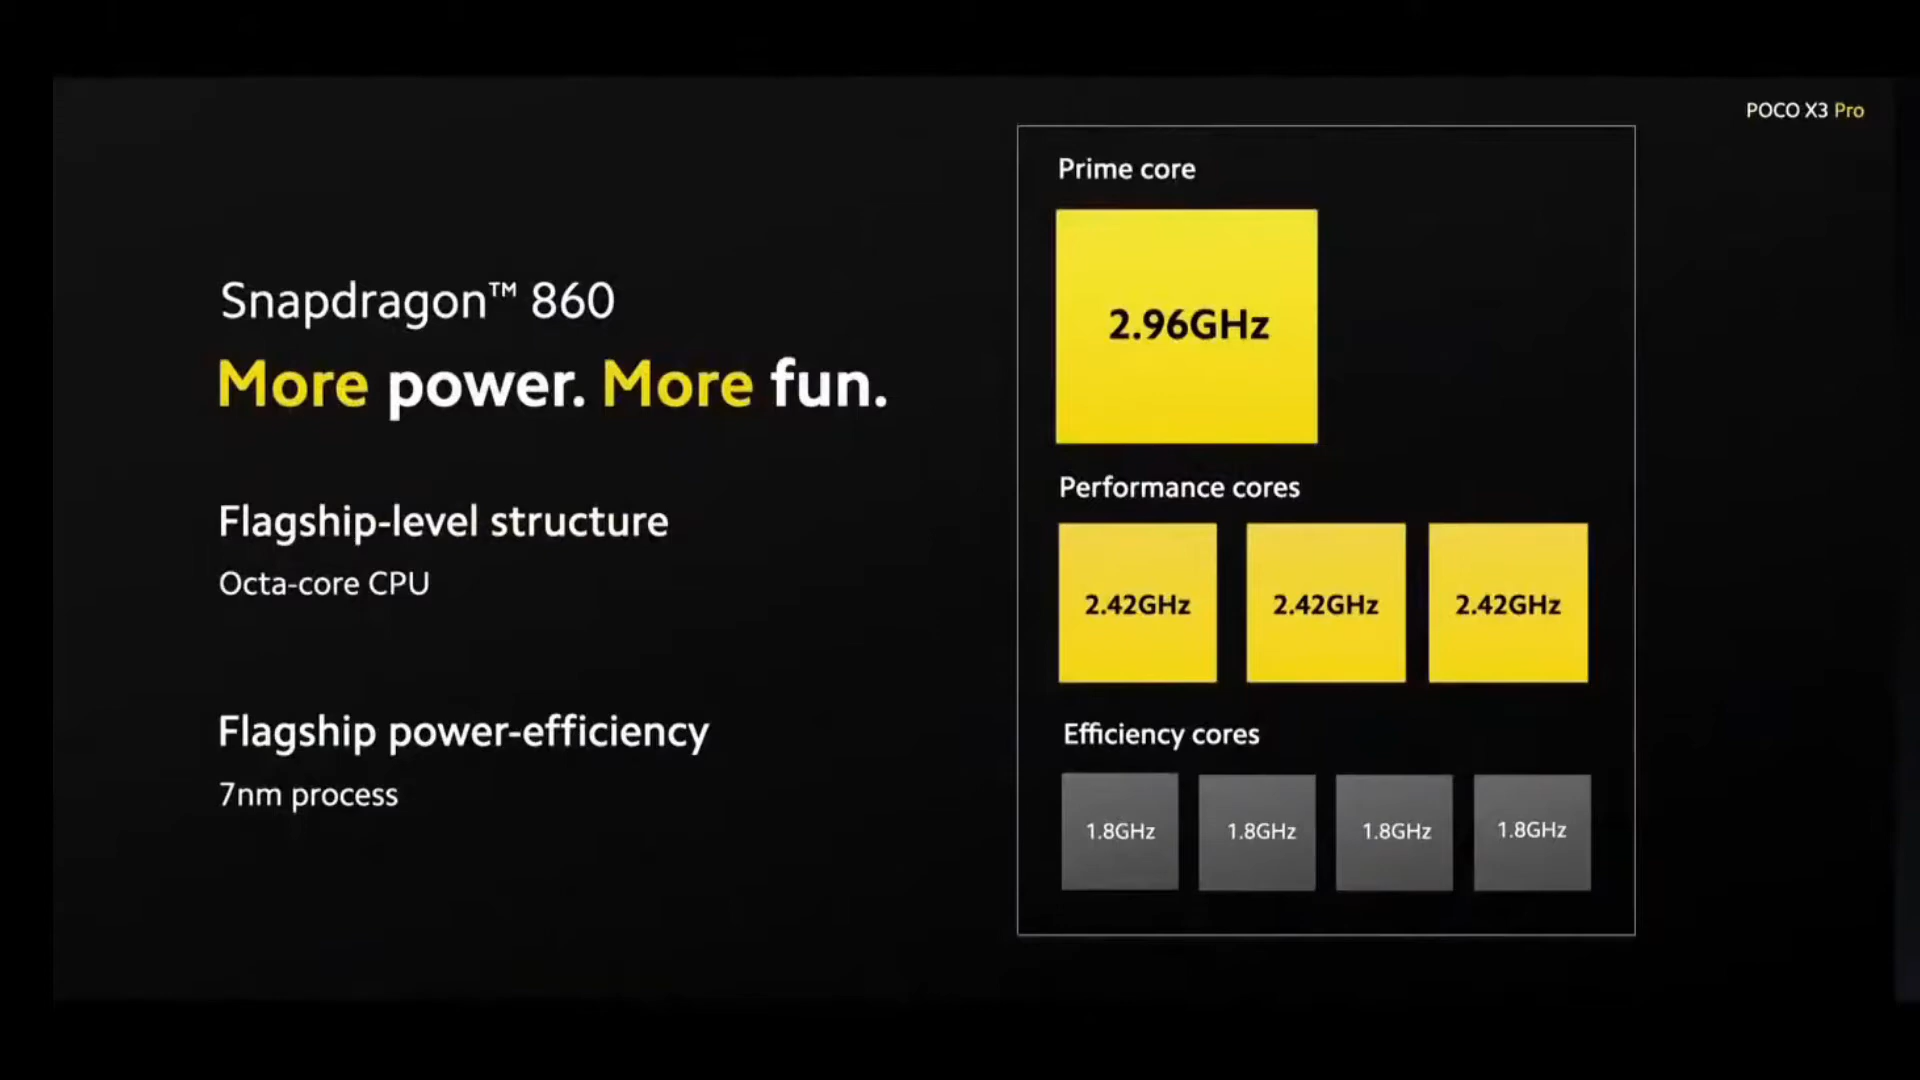 POCO X3 Pro
Snapdragon™ 860
More power. More fun.
Flagship-level structure
Octa-core CPU
Flagship power-efficiency
7nm process
Prime core
2.96GHz
Performance cores
2.42GHz 2.42GHz 2.42GHz
Efficiency cores
1.8GHz 1.8GHz 1.8GHz 1.8GHz